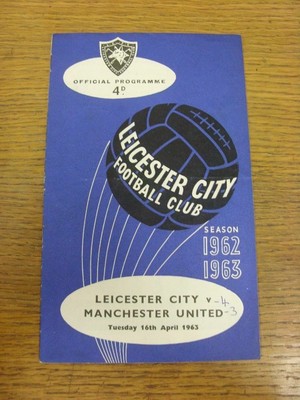 OFFICIAL PROGRAMME
4D.
LEICESTER CITY
FOOTBALL CLUB
SEASON
1962
1963
LEICESTER CITY v -4
MANCHESTER UNITED -3
Tuesday 16th April 1963